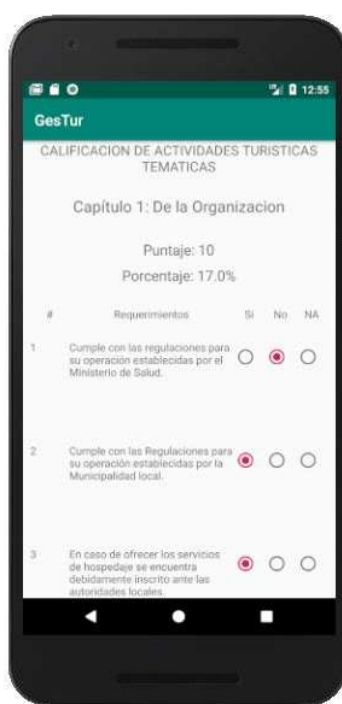 12:55
GesTur
CALIFICACION DE ACTIVIDADES TURISTICAS
TEMATICAS
Capítulo 1: De la Organizacion
Puntaje: 10
Porcentaje: 17.0%
# Requerimientos Si No NA
1 Cumple con las regulaciones para
su operación establecidas por el
Ministerio de Salud.
2 Cumple con las Regulaciones para
su operación establecidas por la
Municipalidad local.
3 En caso de ofrecer los servicios
de hospedaje se encuentra
debidamente inscrito ante las
autoridades locales.